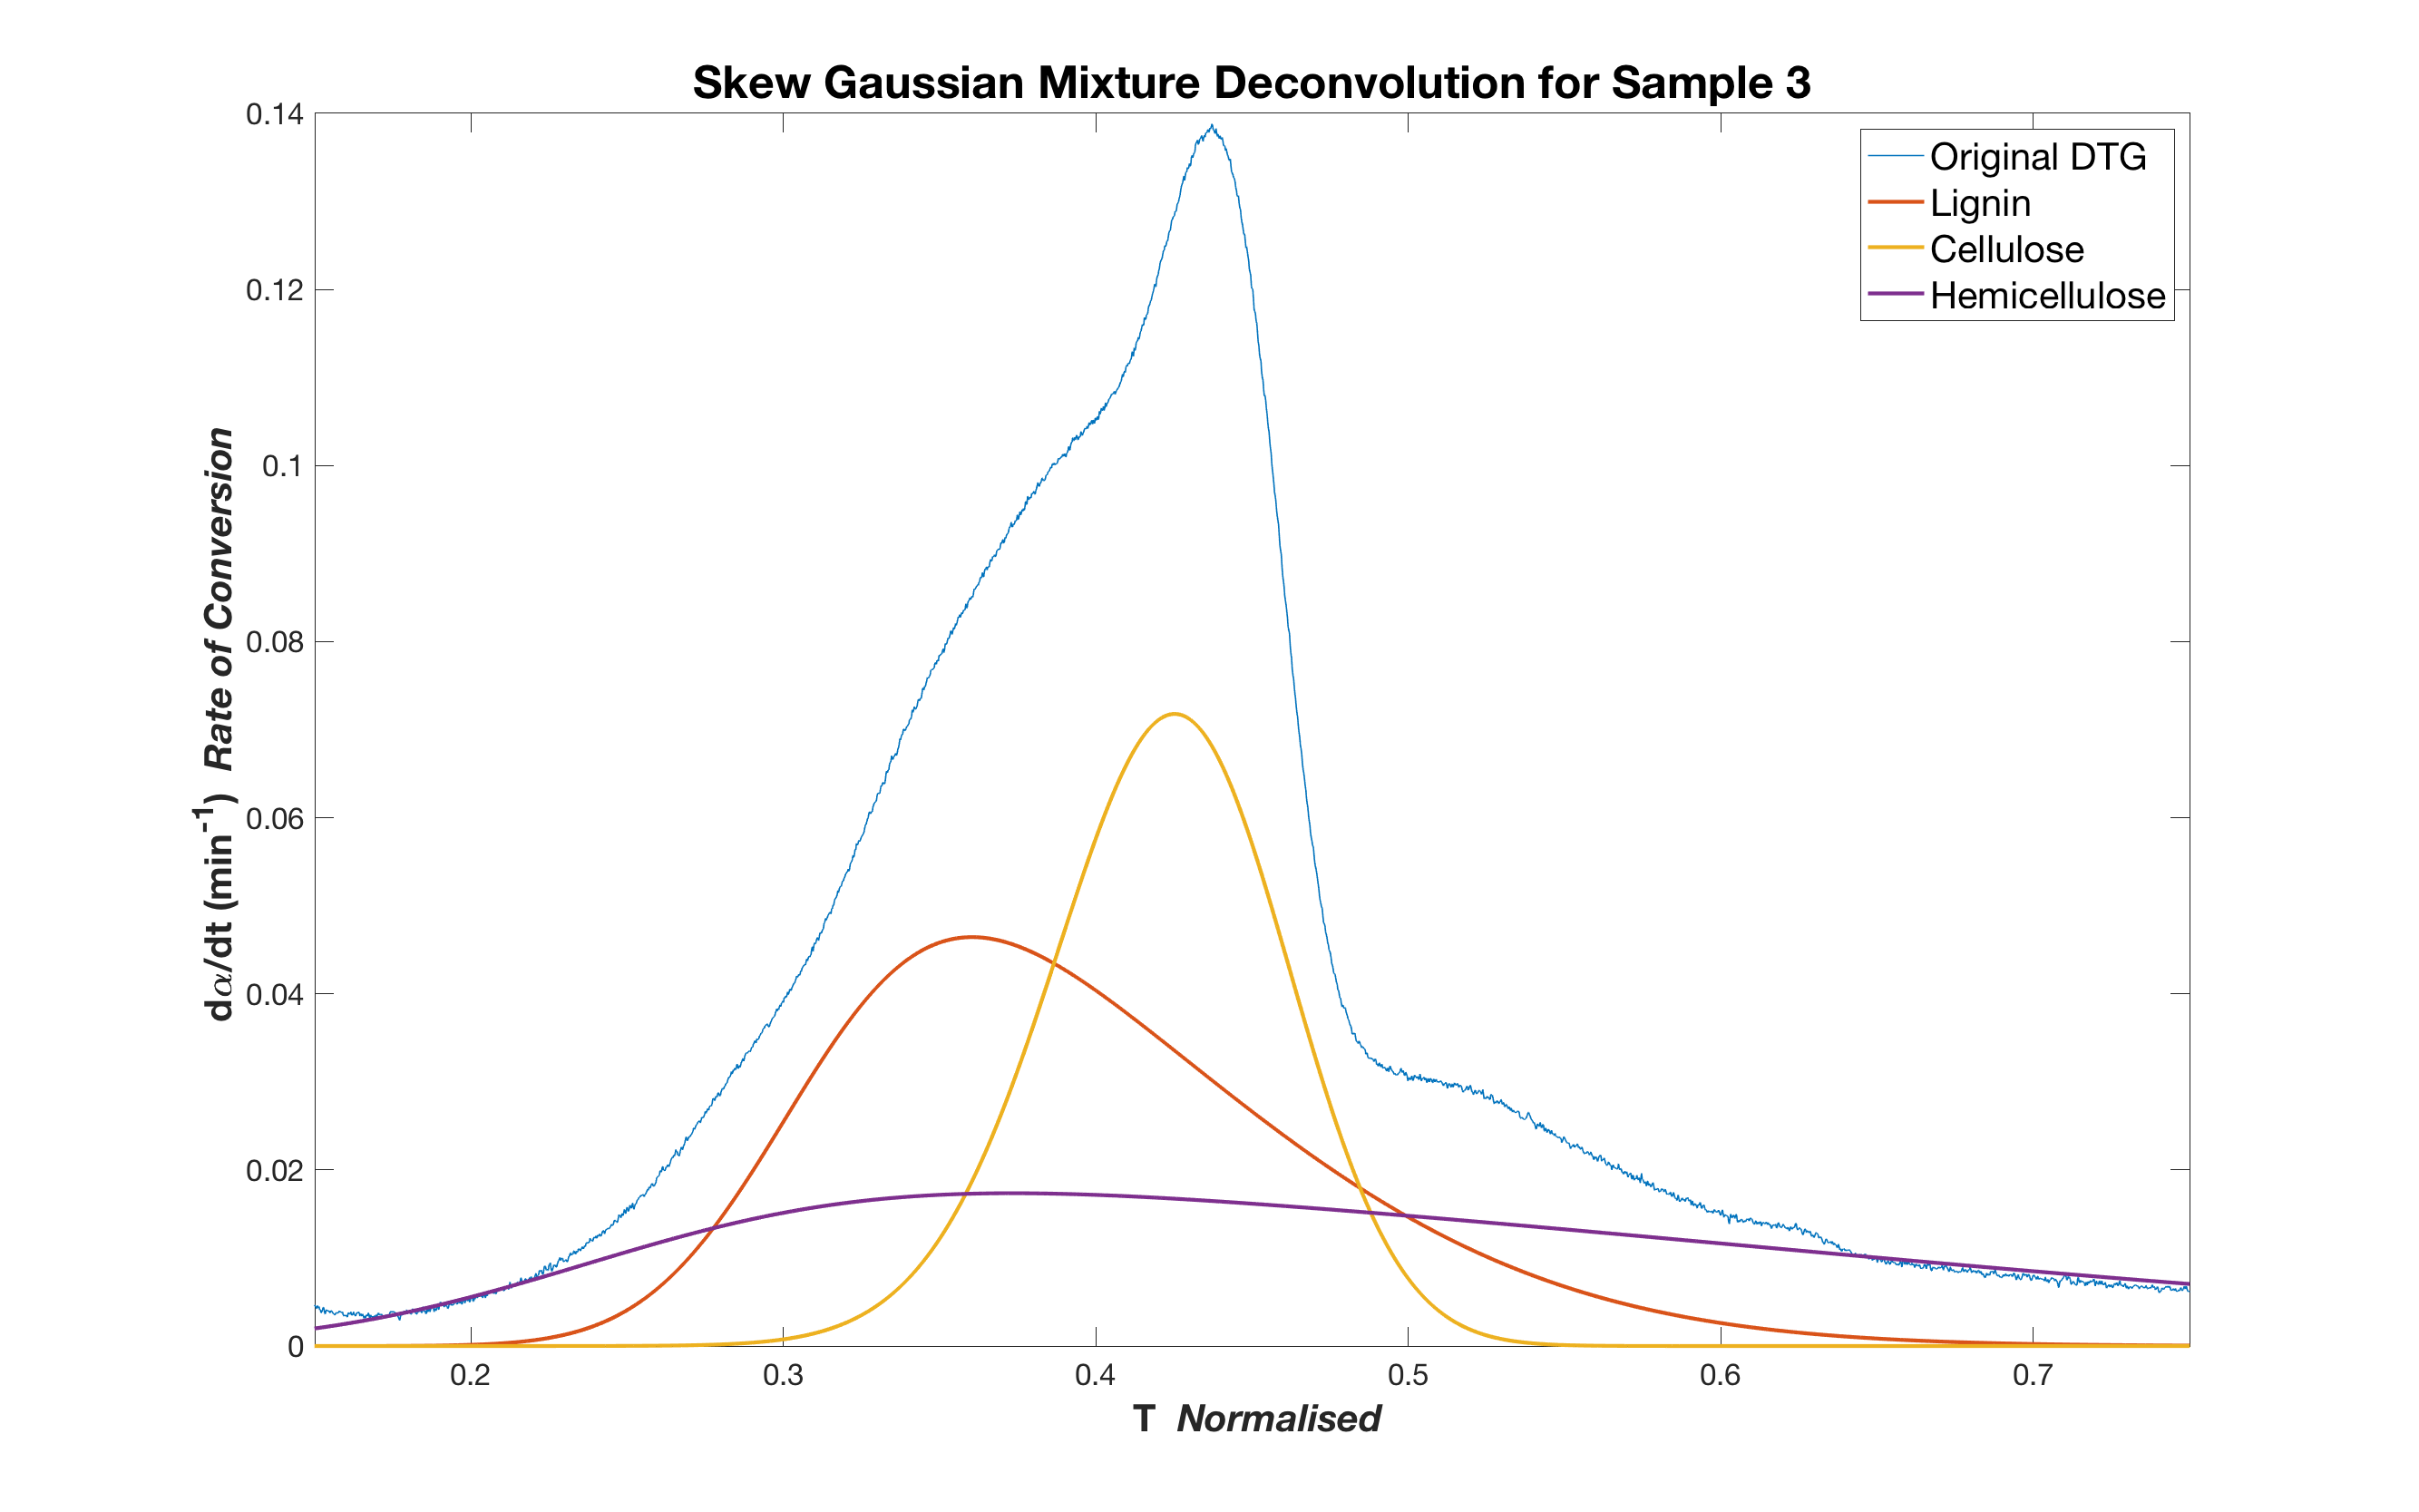 Skew Gaussian Mixture Deconvolution for Sample 3
0.14
0.12
0.1
0.08
0.06
0.04
0.02
0
dα/dt (min⁻¹) Rate of Conversion
Original DTG
Lignin
Cellulose
Hemicellulose
0.2 0.3 0.4 0.5 0.6 0.7
T Normalised